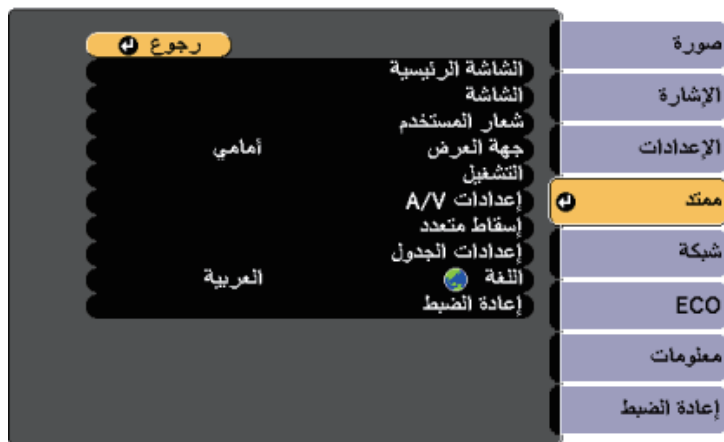 صورة
الإشارة
الإعدادات
ممتد
شبكة
ECO
معلومات
إعادة الضبط
رجوع
الشاشة الرئيسية
الشاشة
شعار المستخدم
جهة العرض أمامي
التشغيل
إعدادات A/V
إسقاط متعدد
إعدادات الجدول
اللغة العربية
إعادة الضبط